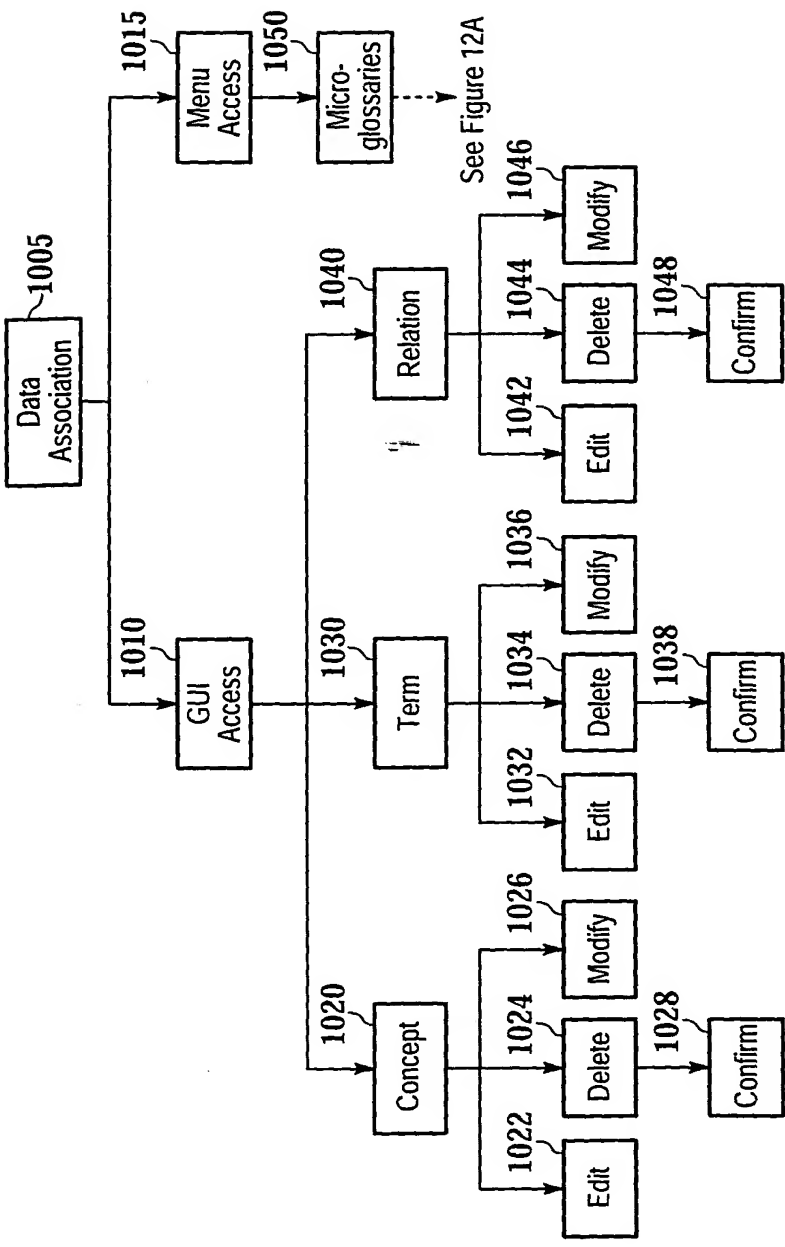 Data
Association
1005
GUI
Access
1010
Menu
Access
1015
Concept
1020
Term
1030
Relation
1040
Micro-
glossaries
1050
See Figure 12A
Edit
1022
Delete
1024
Modify
1026
Edit
1032
Delete
1034
Modify
1036
Edit
1042
Delete
1044
Modify
1046
Confirm
1028
Confirm
1038
Confirm
1048